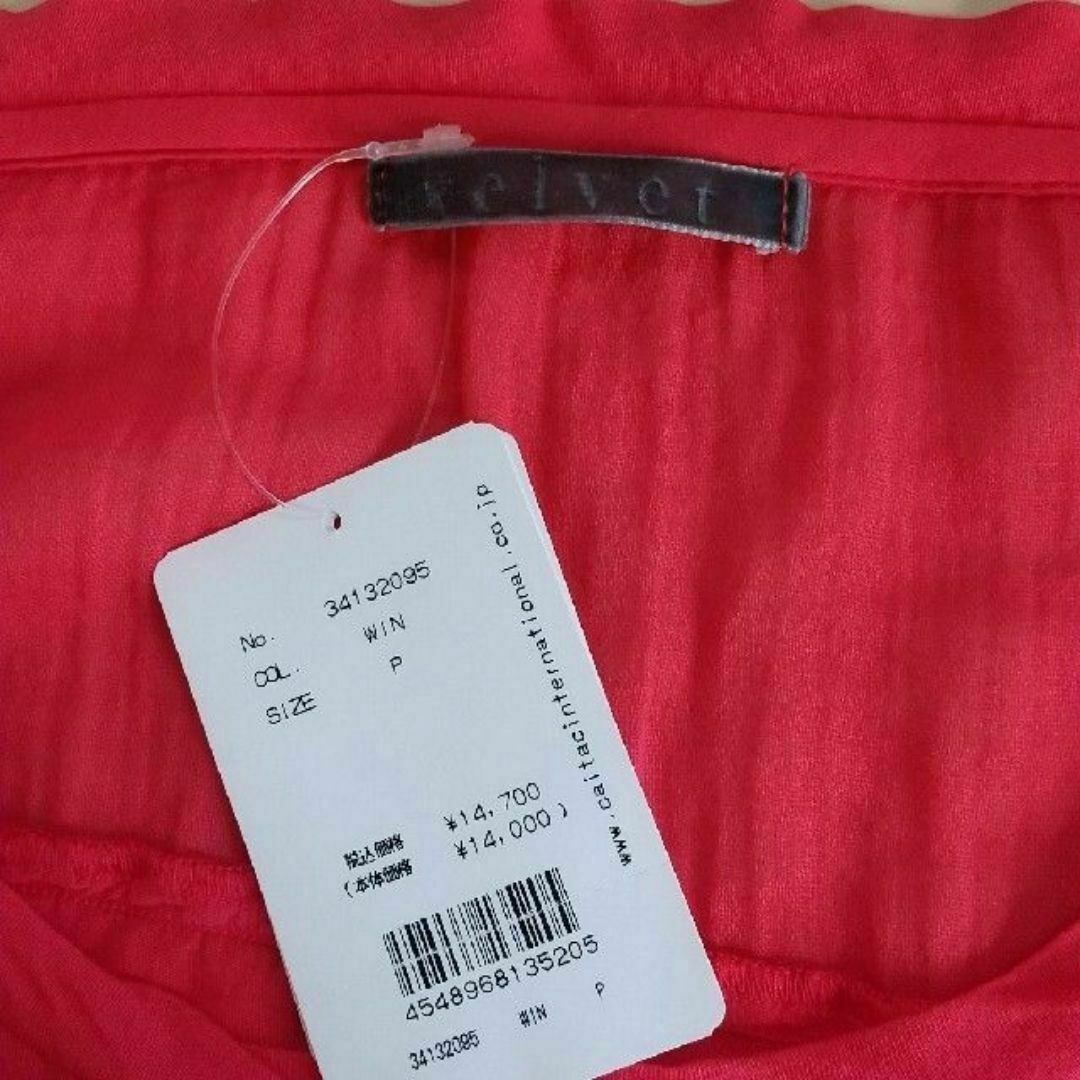 velvet
No. 34132095
COL. WIN
SIZE P
税込価格 ¥14,700
(本体価格 ¥14,000)
4548968135205
34132095 WIN P
www.caitacinternational.co.jp